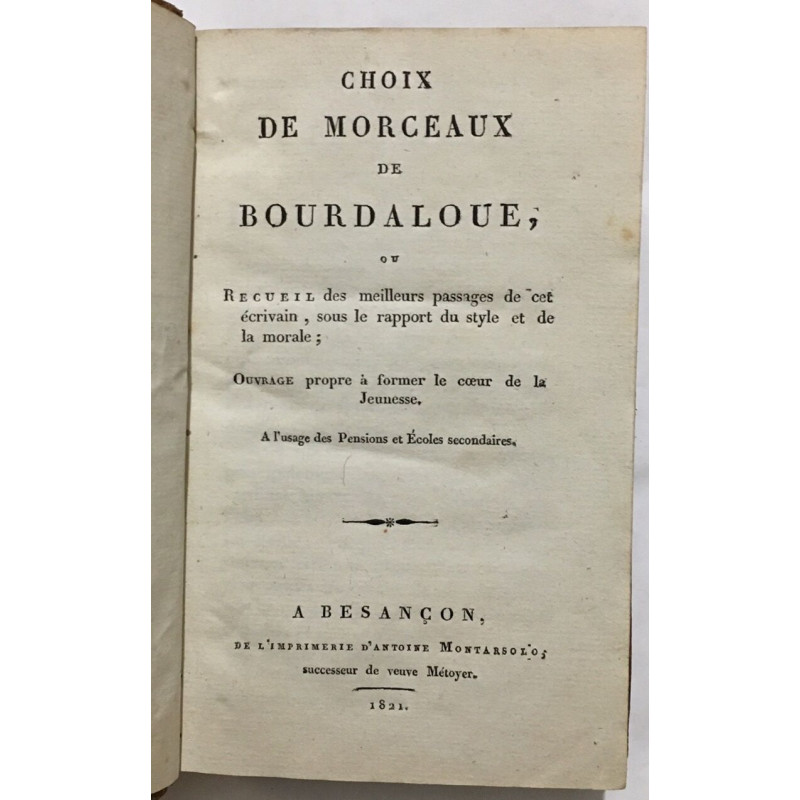 CHOIX
DE MORCEAUX
DE
BOURDALOUE,
OU
RECUEIL des meilleurs passages de cet
écrivain, sous le rapport du style et de
la morale;
OUVRAGE propre à former le cœur de la
Jeunesse.
A l'usage des Pensions et Écoles secondaires.
A BESANÇON,
DE L'IMPRIMERIE D'ANTOINE MONTARSOLO,
successeur de veuve Métoyer.
1821.